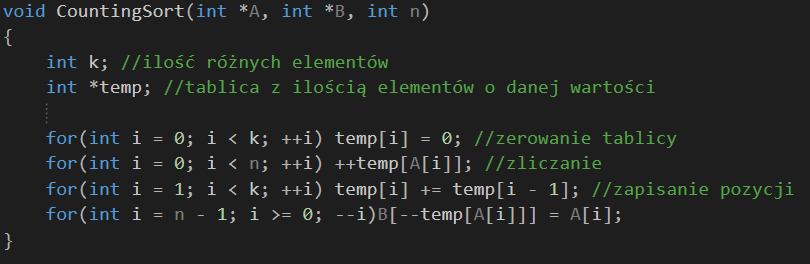 void CountingSort(int *A, int *B, int n)
{
    int k; //ilość różnych elementów
    int *temp; //tablica z ilością elementów o danej wartości

    for(int i = 0; i < k; ++i) temp[i] = 0; //zerowanie tablicy
    for(int i = 0; i < n; ++i) ++temp[A[i]]; //zliczanie
    for(int i = 1; i < k; ++i) temp[i] += temp[i - 1]; //zapisanie pozycji
    for(int i = n - 1; i >= 0; --i)B[--temp[A[i]]] = A[i];
}